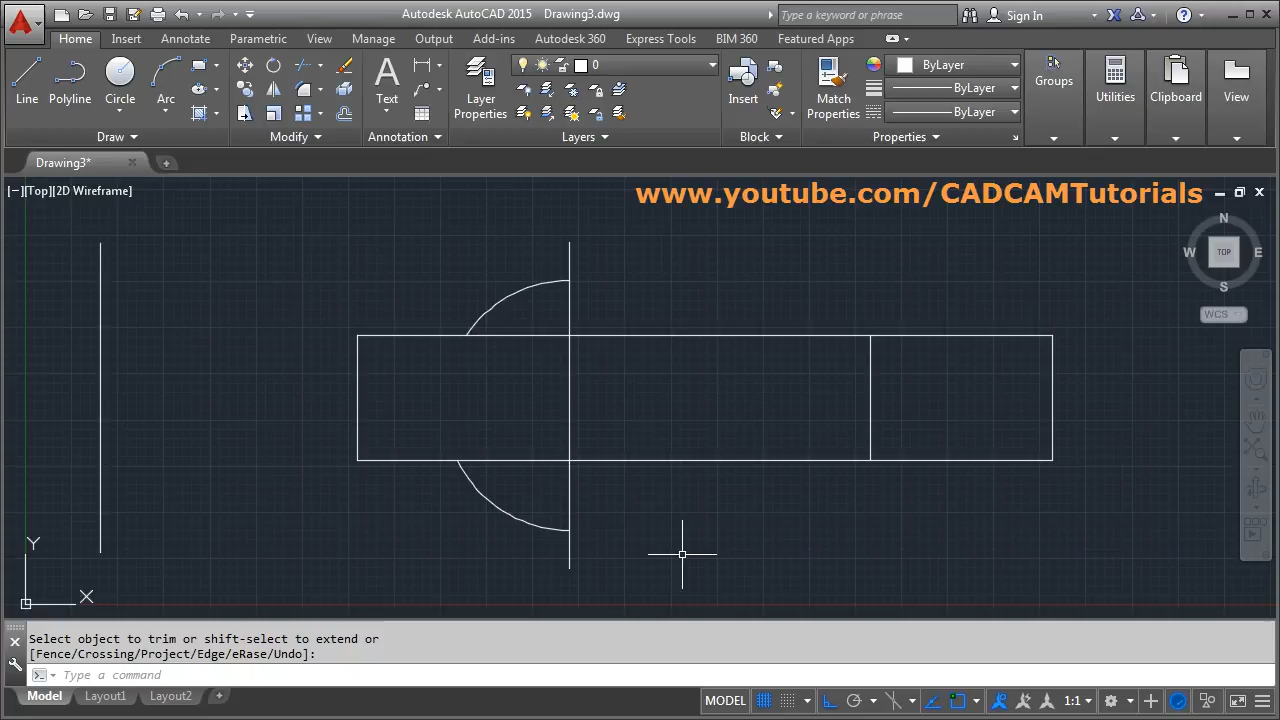 Autodesk AutoCAD 2015 Drawing3.dwg
Type a keyword or phrase
Sign In
Home Insert Annotate Parametric View Manage Output Add-ins Autodesk 360 Express Tools BIM 360 Featured Apps
Line Polyline Circle Arc
Text
Layer Properties
0
Insert
Match Properties
ByLayer
ByLayer
ByLayer
Groups Utilities Clipboard View
Draw Modify Annotation Layers Block Properties
Drawing3*
[−][Top][2D Wireframe]
www.youtube.com/CADCAMTutorials
N
W TOP E
S
WCS
Y
X
Select object to trim or shift-select to extend or
[Fence/Crossing/Project/Edge/eRase/Undo]:
Type a command
Model Layout1 Layout2 +
MODEL 1:1